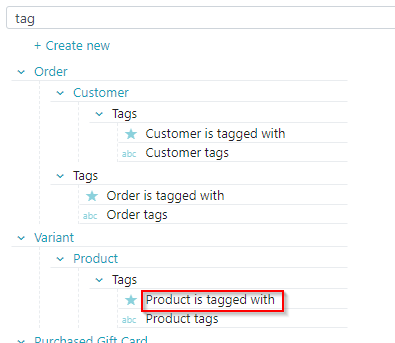 tag
+ Create new
Order
Customer
Tags
Customer is tagged with
abc Customer tags
Tags
Order is tagged with
abc Order tags
Variant
Product
Tags
Product is tagged with
abc Product tags
Purchased Gift Card